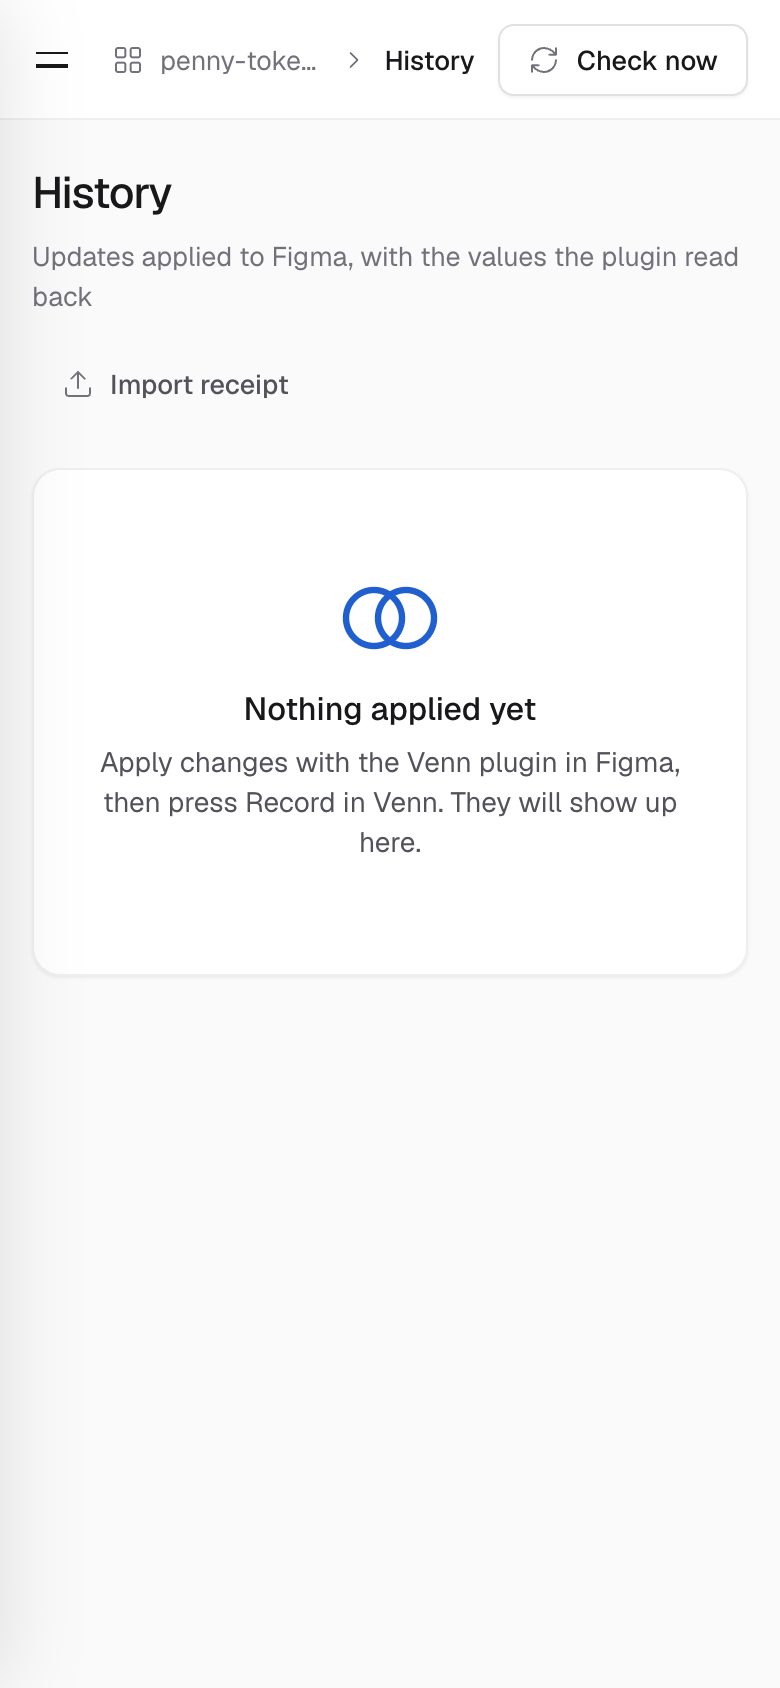 penny-toke...
History
Check now
History
Updates applied to Figma, with the values the plugin read
back
Import receipt
Nothing applied yet
Apply changes with the Venn plugin in Figma,
then press Record in Venn. They will show up
here.